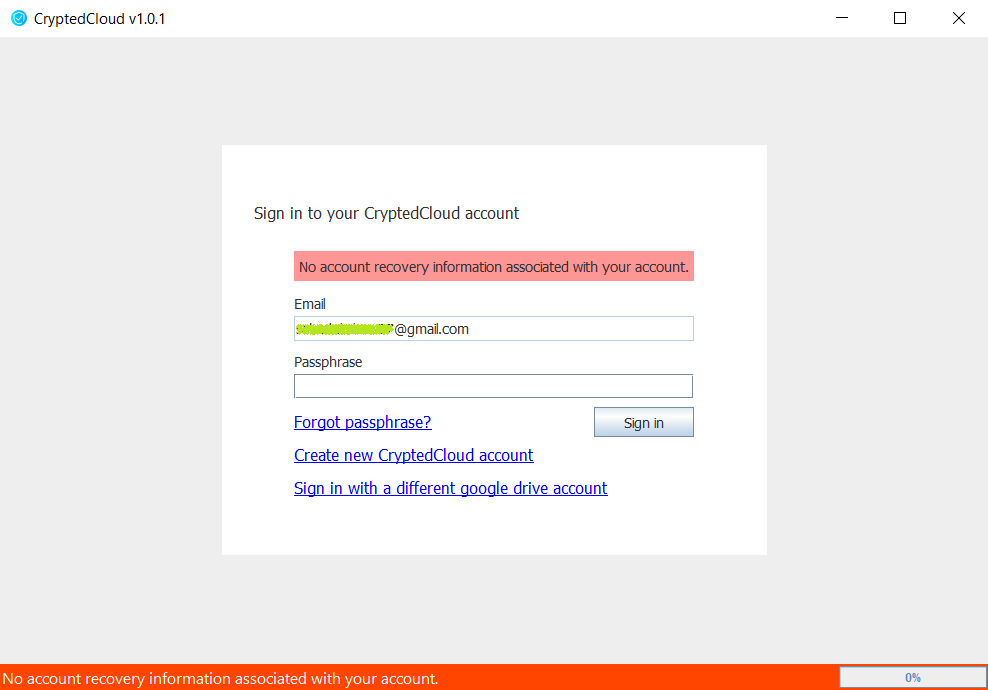 CryptedCloud v1.0.1
Sign in to your CryptedCloud account
No account recovery information associated with your account.
Email
@gmail.com
Passphrase
Forgot passphrase?
Sign in
Create new CryptedCloud account
Sign in with a different google drive account
No account recovery information associated with your account.
0%